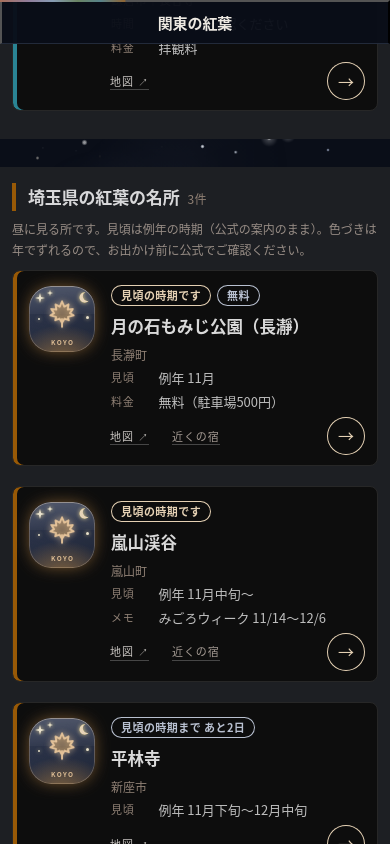 関東の紅葉
料金 拝観料
地図 ↗
→
埼玉県の紅葉の名所 3件
昼に見る所です。見頃は例年の時期（公式の案内のまま）。色づきは
年でずれるので、お出かけ前に公式でご確認ください。
見頃の時期です 無料
KOYO
月の石もみじ公園（長瀞）
長瀞町
見頃 例年 11月
料金 無料（駐車場500円）
地図 ↗ 近くの宿 →
見頃の時期です
KOYO
嵐山渓谷
嵐山町
見頃 例年 11月中旬〜
メモ みごろウィーク 11/14〜12/6
地図 ↗ 近くの宿 →
見頃の時期まで あと2日
KOYO
平林寺
新座市
見頃 例年 11月下旬〜12月中旬